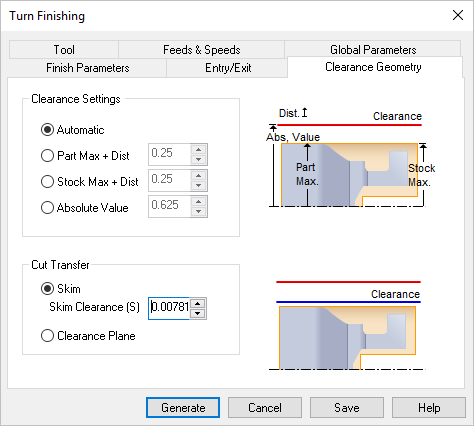 Turn Finishing
Tool
Feeds & Speeds
Global Parameters
Finish Parameters
Entry/Exit
Clearance Geometry
Clearance Settings
Automatic
Part Max + Dist
0.25
Stock Max + Dist
0.25
Absolute Value
0.625
Dist.
Clearance
Abs. Value
Part
Max.
Stock
Max.
Cut Transfer
Skim
Skim Clearance (S)
0.00781
Clearance Plane
Clearance
Generate
Cancel
Save
Help